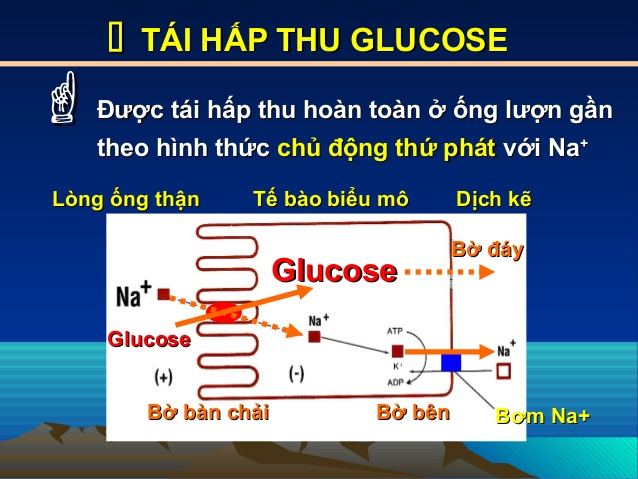 TÁI HẤP THU GLUCOSE
Được tái hấp thu hoàn toàn ở ống lượn gần
theo hình thức chủ động thứ phát với Na+
Lòng ống thận
Tế bào biểu mô
Dịch kẽ
Bờ đáy
Glucose
Na+
Na+
ATP
Glucose
K+
Na+
(+)
(-)
ADP
Bờ bàn chải
Bờ bên
Bơm Na+